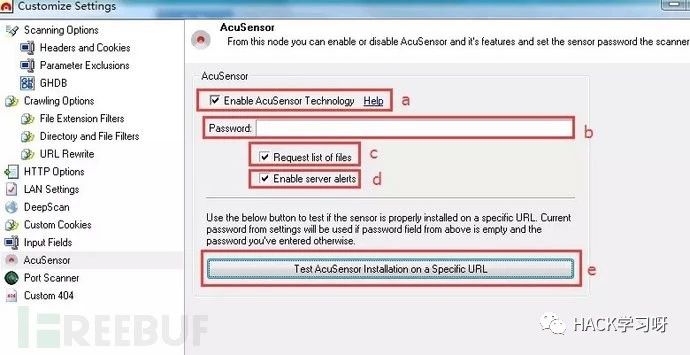 Customize Settings
Scanning Options
Headers and Cookies
Parameter Exclusions
GHDB
Crawling Options
File Extension Filters
Directory and File Filters
URL Rewrite
HTTP Options
LAN Settings
DeepScan
Custom Cookies
Input Fields
AcuSensor
Port Scanner
Custom 404
AcuSensor
From this node you can enable or disable AcuSensor and it's features and set the sensor password the scanner
AcuSensor
Enable AcuSensor Technology Help a
Password: b
Request list of files c
Enable server alerts d
Use the below button to test if the sensor is properly installed on a specific URL. Current
password from settings will be used if password field from above is empty and the
password you've entered otherwise.
Test AcuSensor Installation on a Specific URL e
FREEBUF
HACK学习呀